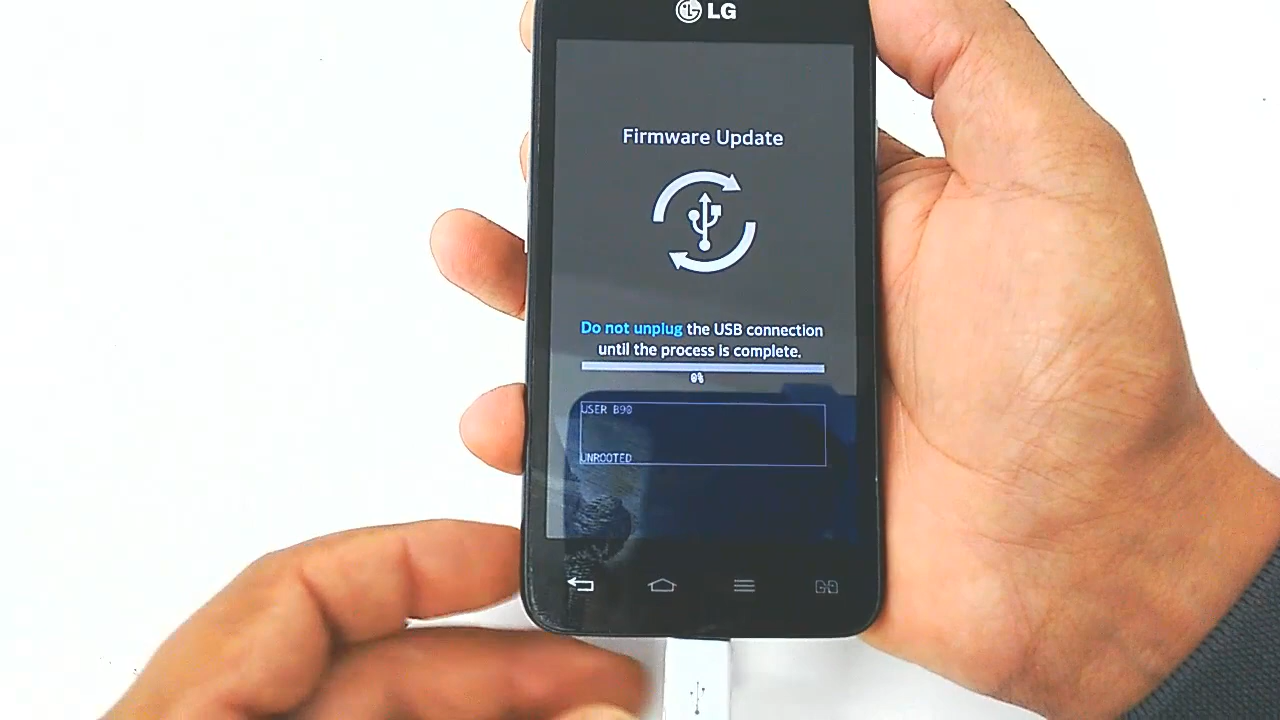 LG
Firmware Update
Do not unplug the USB connection
until the process is complete.
0%
USER B90
UNROOTED